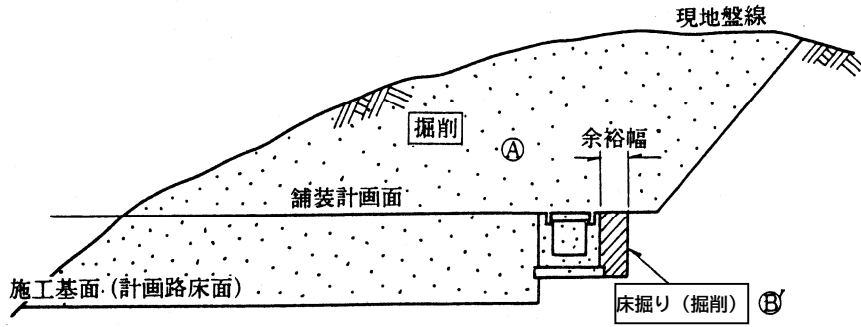 現地盤線
掘削
Ⓐ
余裕幅
舗装計画面
施工基面(計画路床面)
床掘り(掘削) Ⓑ′